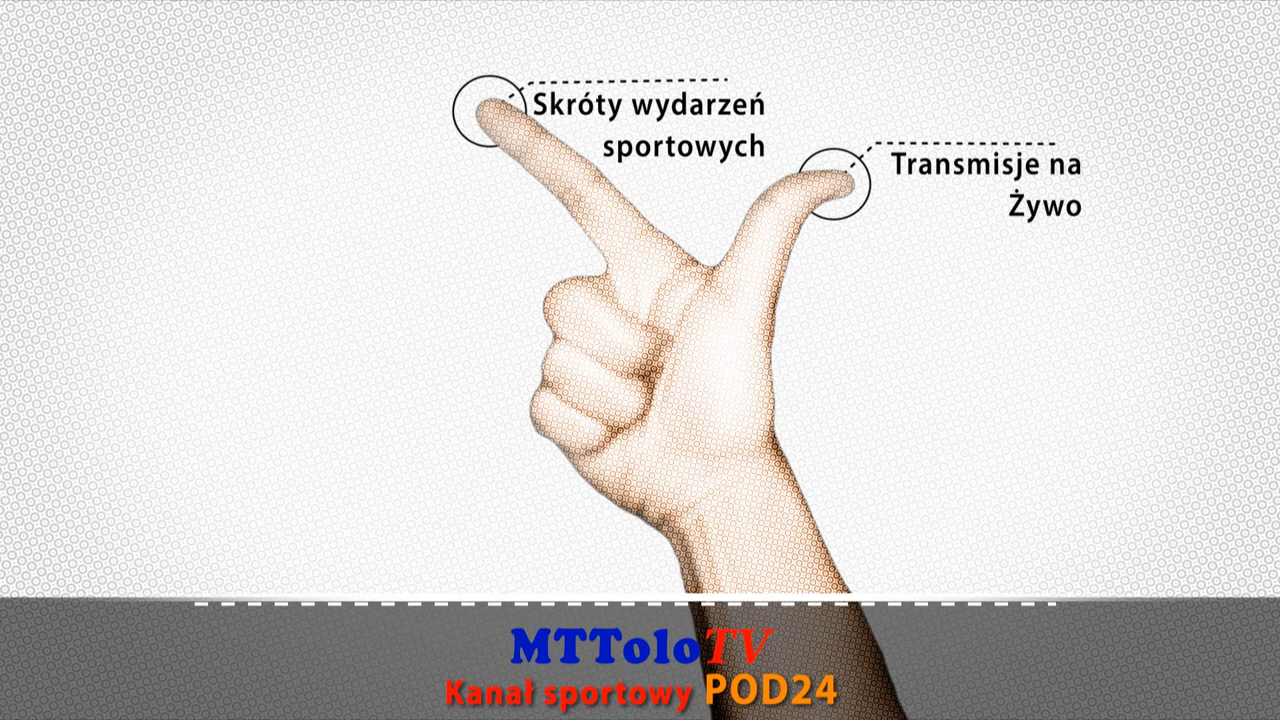 Skróty wydarzeń
sportowych
Transmisje na
Żywo
MTToloTV
Kanał sportowy POD24